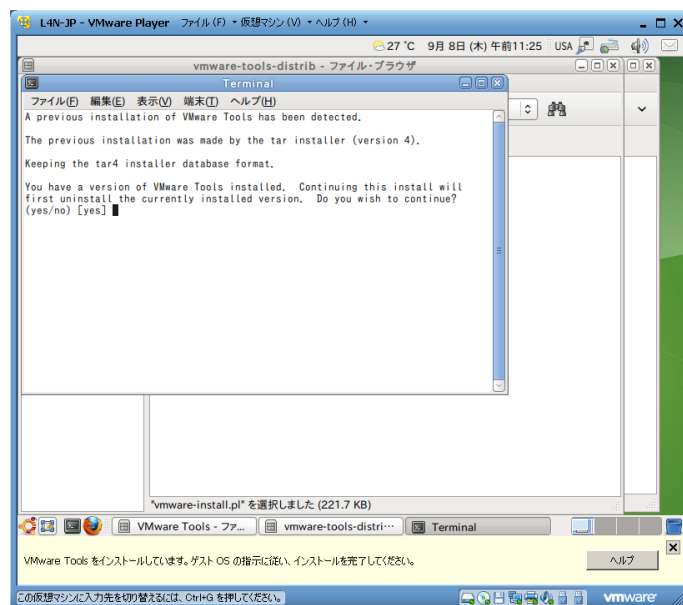 L4N-JP - VMware Player ファイル(F) 仮想マシン(V) ヘルプ(H)
27 °C 9月 8日 (木) 午前11:25 USA
vmware-tools-distrib - ファイル・ブラウザ
Terminal
ファイル(F) 編集(E) 表示(V) 端末(T) ヘルプ(H)
A previous installation of VMware Tools has been detected.
The previous installation was made by the tar installer (version 4).
Keeping the tar4 installer database format.
You have a version of VMware Tools installed. Continuing this install will
first uninstall the currently installed version. Do you wish to continue?
(yes/no) [yes]
"vmware-install.pl" を選択しました (221.7 KB)
VMware Tools - ファ... vmware-tools-distri… Terminal
VMware Tools をインストールしています。ゲスト OS の指示に従い、インストールを完了してください。
ヘルプ
この仮想マシンに入力先を切り替えるには、Ctrl+G を押してください。
vmware